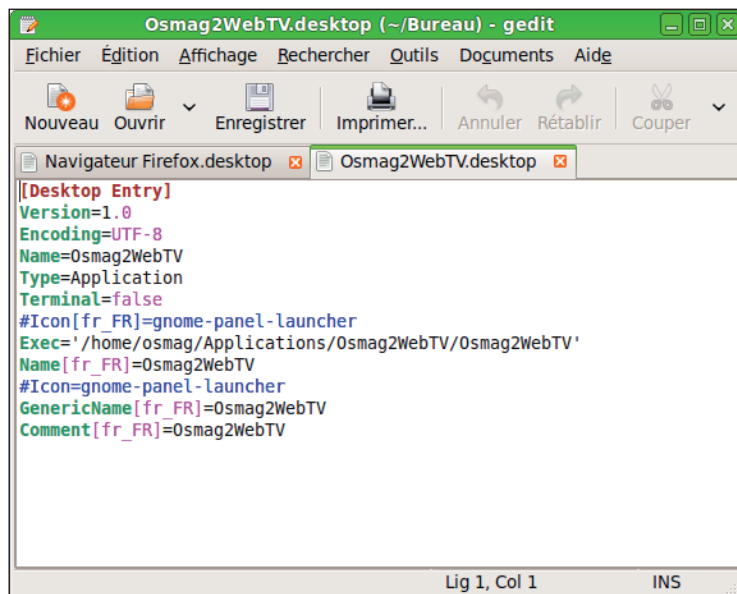 Osmag2WebTV.desktop (~/Bureau) - gedit
Fichier Édition Affichage Rechercher Outils Documents Aide
Nouveau Ouvrir Enregistrer Imprimer... Annuler Rétablir Couper
Navigateur Firefox.desktop Osmag2WebTV.desktop
[Desktop Entry]
Version=1.0
Encoding=UTF-8
Name=Osmag2WebTV
Type=Application
Terminal=false
#Icon[fr_FR]=gnome-panel-launcher
Exec='/home/osmag/Applications/Osmag2WebTV/Osmag2WebTV'
Name[fr_FR]=Osmag2WebTV
#Icon=gnome-panel-launcher
GenericName[fr_FR]=Osmag2WebTV
Comment[fr_FR]=Osmag2WebTV
Lig 1, Col 1 INS